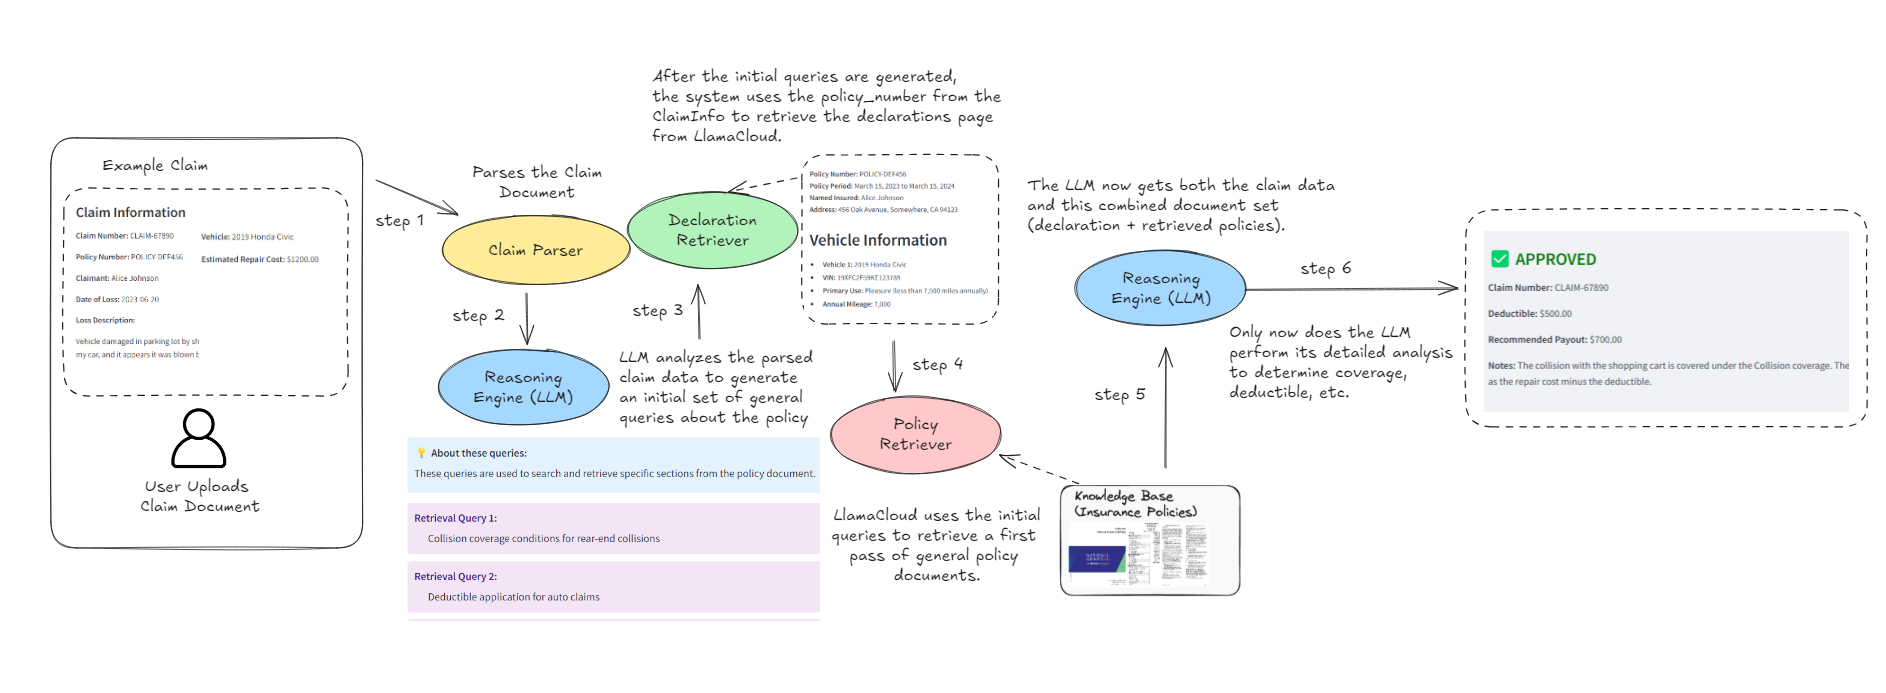 Example Claim
Claim Information
Claim Number: CLAIM-67890
Policy Number: POLICY-DEF456
Claimant: Alice Johnson
Date of Loss: 2023-06-20
Loss Description:
Vehicle damaged in parking lot by sh
my car, and it appears it was blown b
Vehicle: 2019 Honda Civic
Estimated Repair Cost: $1200.00
User Uploads
Claim Document
step 1
Parses the Claim
Document
Claim Parser
step 2
Reasoning
Engine (LLM)
LLM analyzes the parsed
claim data to generate
an initial set of general
queries about the policy
About these queries:
These queries are used to search and retrieve specific sections from the policy document.
Retrieval Query 1:
Collision coverage conditions for rear-end collisions
Retrieval Query 2:
Deductible application for auto claims
step 3
Declaration
Retriever
After the initial queries are generated,
the system uses the policy_number from the
ClaimInfo to retrieve the declarations page
from LlamaCloud.
Policy Number: POLICY-DEF456
Policy Period: March 15, 2023 to March 15, 2024
Named Insured: Alice Johnson
Address: 456 Oak Avenue, Somewhere, CA 94123
Vehicle Information
Vehicle 1: 2019 Honda Civic
VIN: 19XFC2F59KE123789
Primary Use: Pleasure (less than 7,500 miles annually)
Annual Mileage: 7,000
step 4
Policy
Retriever
LlamaCloud uses the initial
queries to retrieve a first
pass of general policy
documents.
Knowledge Base
(Insurance Policies)
step 5
The LLM now gets both the claim data
and this combined document set
(declaration + retrieved policies).
Reasoning
Engine (LLM)
step 6
Only now does the LLM
perform its detailed analysis
to determine coverage,
deductible, etc.
APPROVED
Claim Number: CLAIM-67890
Deductible: $500.00
Recommended Payout: $700.00
Notes: The collision with the shopping cart is covered under the Collision coverage. The
as the repair cost minus the deductible.